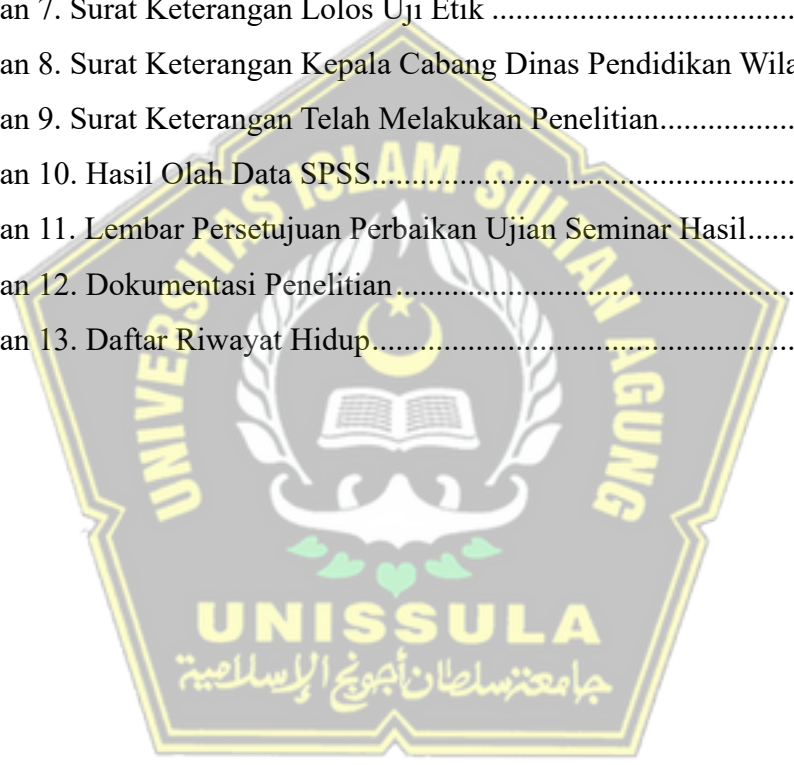 an 7. Surat Keterangan Lolos Uji Etik ......................................
an 8. Surat Keterangan Kepala Cabang Dinas Pendidikan Wila
an 9. Surat Keterangan Telah Melakukan Penelitian.................
an 10. Hasil Olah Data SPSS.....................................................
an 11. Lembar Persetujuan Perbaikan Ujian Seminar Hasil......
an 12. Dokumentasi Penelitian..................................................
an 13. Daftar Riwayat Hidup.....................................................
UNIVERSITAS ISLAM SULTAN AGUNG
UNISSULA
جامعة سلطان أجونج الإسلامية